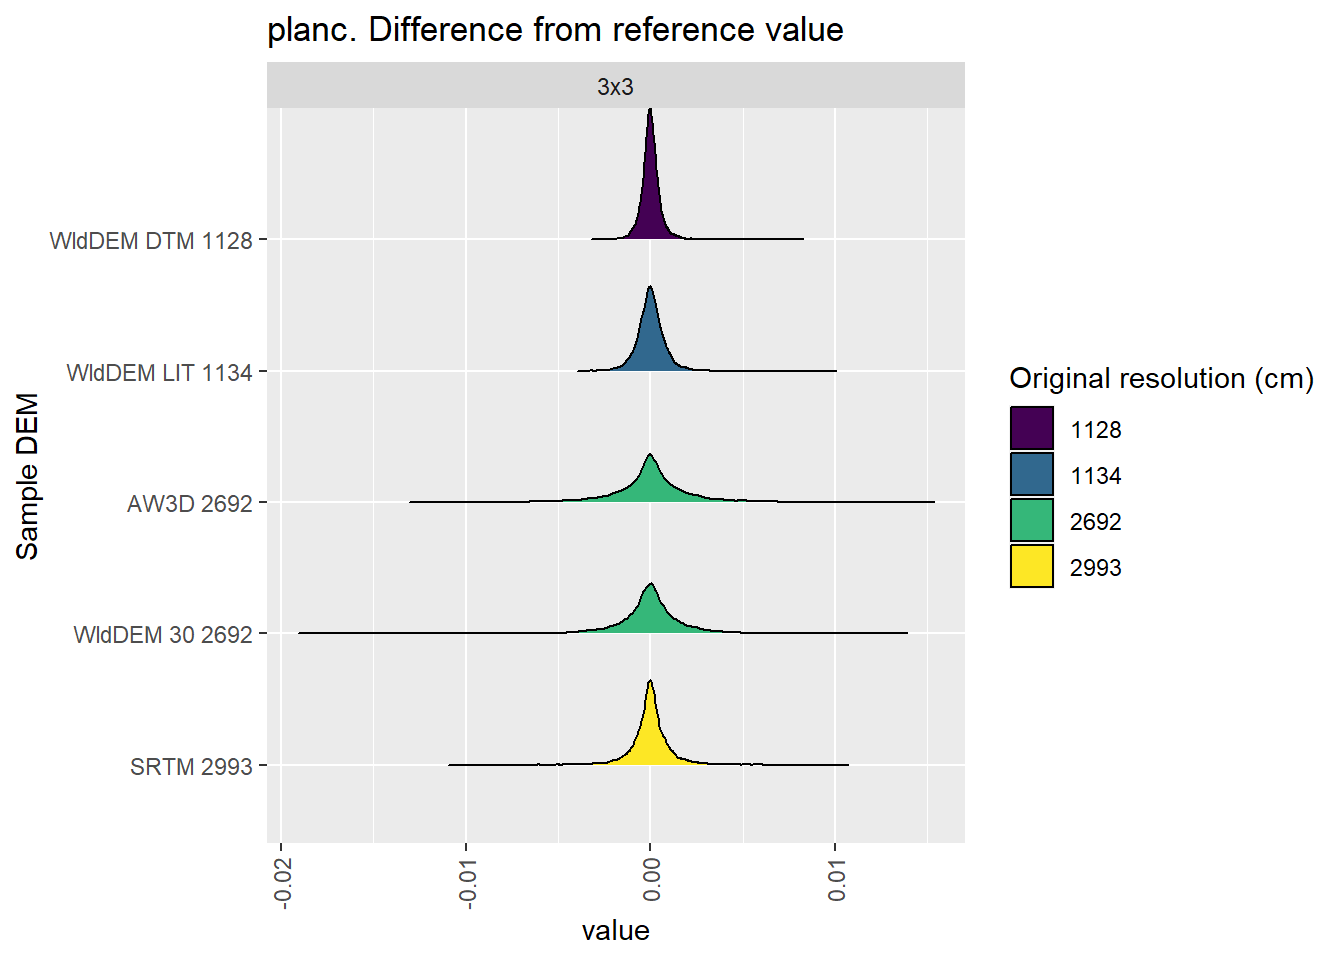 planc. Difference from reference value
3x3
WldDEM DTM 1128
WldDEM LIT 1134
AW3D 2692
WldDEM 30 2692
SRTM 2993
Sample DEM
-0.02
-0.01
0.00
0.01
value
Original resolution (cm)
1128
1134
2692
2993